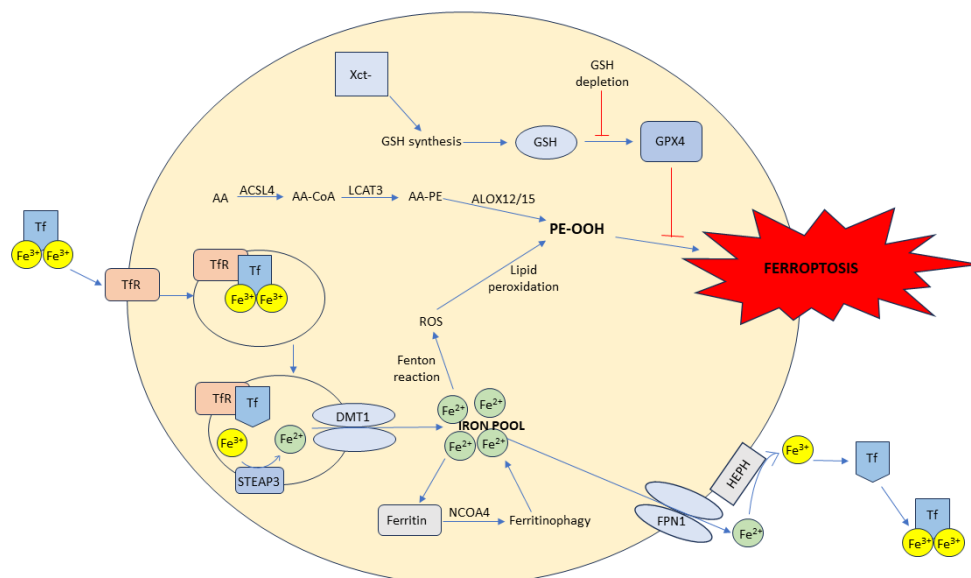 Xct-
GSH
depletion
GSH synthesis
GSH
GPX4
AA
ACSL4
AA-CoA
LCAT3
AA-PE
ALOX12/15
PE-OOH
FERROPTOSIS
Tf
Fe³⁺
Fe³⁺
TfR
TfR
Tf
Fe³⁺
Fe³⁺
Lipid
peroxidation
ROS
Fenton
reaction
TfR
Tf
Fe³⁺
Fe²⁺
STEAP3
DMT1
Fe²⁺
Fe²⁺
IRON POOL
Fe²⁺
Fe²⁺
Ferritin
NCOA4
Ferritinophagy
FPN1
HEPH
Fe²⁺
Fe³⁺
Tf
Tf
Fe³⁺
Fe³⁺